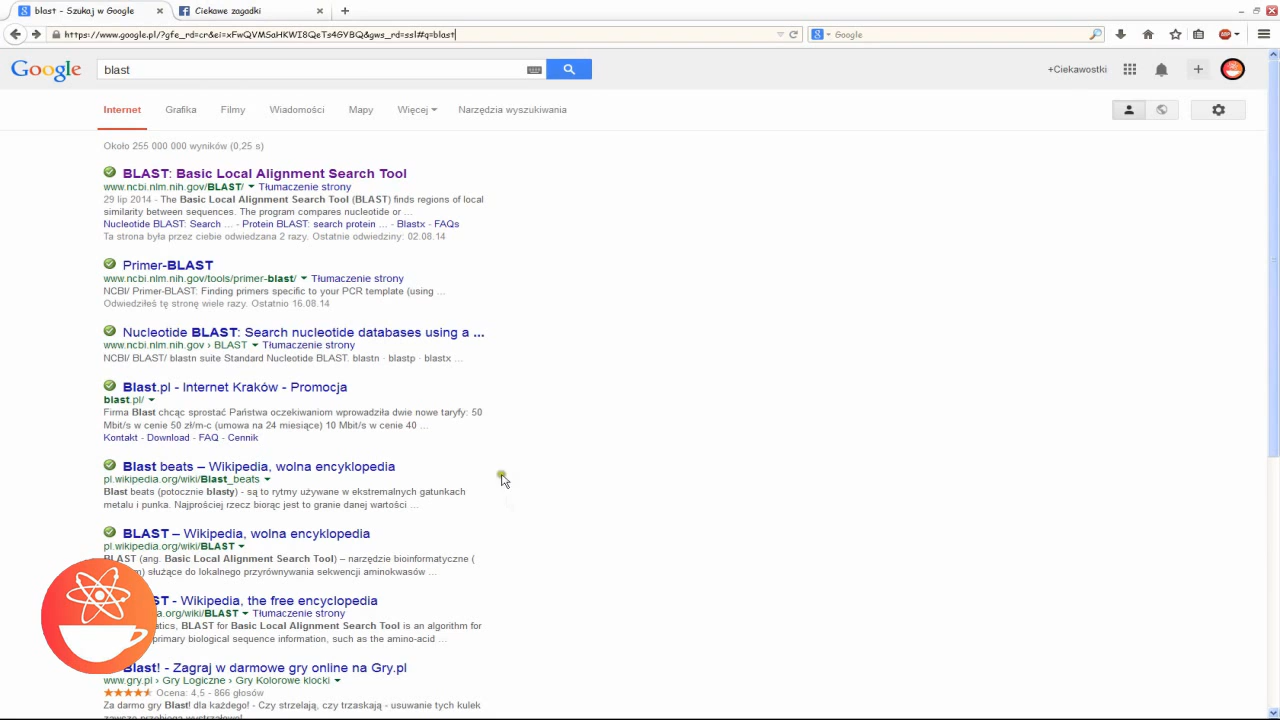 blast - Szukaj w Google
Ciekawe zagadki
https://www.google.pl/?gfe_rd=cr&ei=xFwQVMSaHKWI8QeTs4GYBQ&gws_rd=ssl#q=blast
Google
Google
blast
+Ciekawostki
Internet Grafika Filmy Wiadomości Mapy Więcej Narzędzia wyszukiwania
Około 255 000 000 wyników (0,25 s)
BLAST: Basic Local Alignment Search Tool
www.ncbi.nlm.nih.gov/BLAST/ Tłumaczenie strony
29 lip 2014 - The Basic Local Alignment Search Tool (BLAST) finds regions of local
similarity between sequences. The program compares nucleotide or ...
Nucleotide BLAST: Search ... - Protein BLAST: search protein ... - Blastx - FAQs
Ta strona była przez ciebie odwiedzana 2 razy. Ostatnie odwiedziny: 02.08.14
Primer-BLAST
www.ncbi.nlm.nih.gov/tools/primer-blast/ Tłumaczenie strony
NCBI/ Primer-BLAST: Finding primers specific to your PCR template (using ...
Odwiedziłeś tę stronę wiele razy. Ostatnio 16.08.14
Nucleotide BLAST: Search nucleotide databases using a ...
www.ncbi.nlm.nih.gov › BLAST Tłumaczenie strony
NCBI/ BLAST/ blastn suite Standard Nucleotide BLAST. blastn · blastp · blastx ...
Blast.pl - Internet Kraków - Promocja
blast.pl/
Firma Blast chcąc sprostać Państwa oczekiwaniom wprowadziła dwie nowe taryfy: 50
Mbit/s w cenie 50 zł/m-c (umowa na 24 miesiące) 10 Mbit/s w cenie 40 ...
Kontakt - Download - FAQ - Cennik
Blast beats – Wikipedia, wolna encyklopedia
pl.wikipedia.org/wiki/Blast_beats
Blast beats (potocznie blasty) - są to rytmy używane w ekstremalnych gatunkach
metalu i punka. Najprościej rzecz biorąc jest to granie danej wartości ...
BLAST – Wikipedia, wolna encyklopedia
pl.wikipedia.org/wiki/BLAST
BLAST (ang. Basic Local Alignment Search Tool) – narzędzie bioinformatyczne (
) służące do lokalnego przyrównywania sekwencji aminokwasów ...
ST - Wikipedia, the free encyclopedia
a.org/wiki/BLAST Tłumaczenie strony
atics, BLAST for Basic Local Alignment Search Tool is an algorithm for
primary biological sequence information, such as the amino-acid ...
Blast! - Zagraj w darmowe gry online na Gry.pl
www.gry.pl › Gry Logiczne › Gry Kolorowe klocki
Ocena: 4,5 - 866 głosów
Za darmo gry Blast! dla każdego! - Czy strzelają, czy trzaskają - usuwanie tych kulek
zawsze przebiega wystrzałowo!